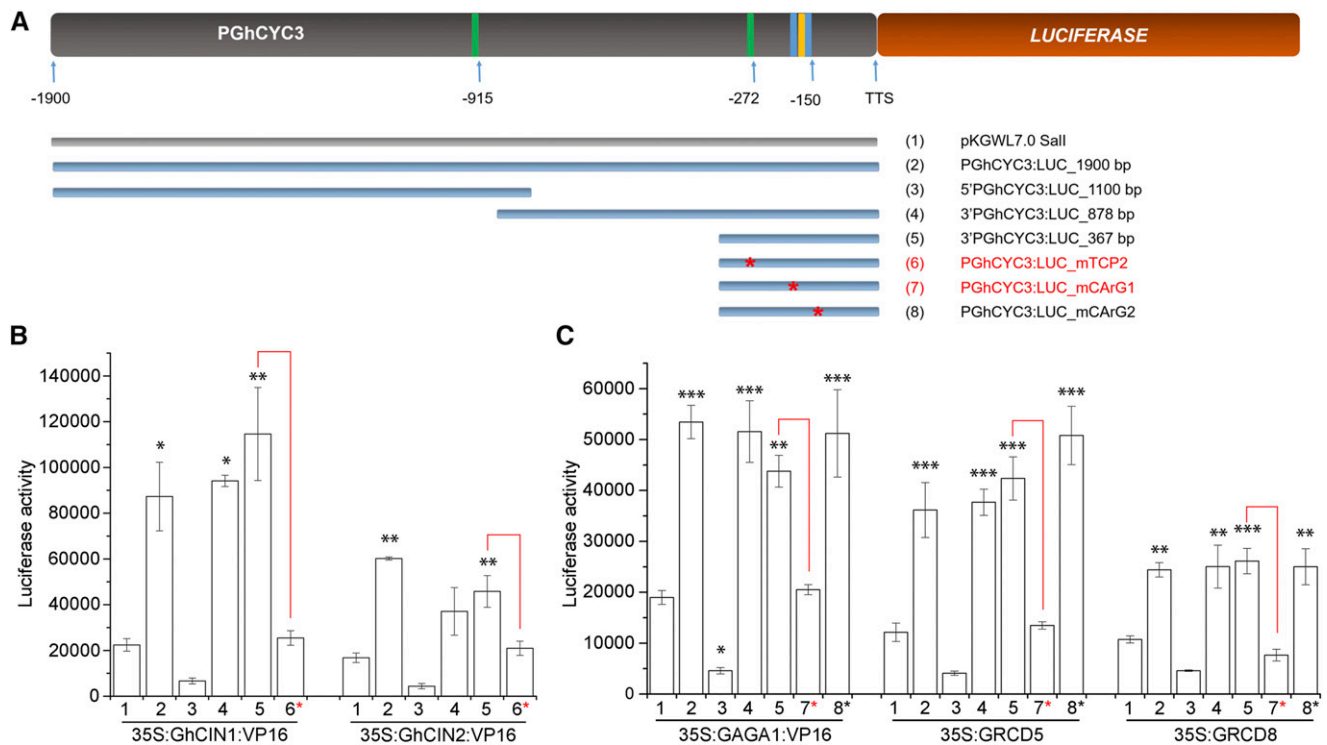 A
PGhCYC3
LUCIFERASE
-1900
-915
-272
-150
TTS
(1) pKGWL7.0 SalI
(2) PGhCYC3:LUC_1900 bp
(3) 5'PGhCYC3:LUC_1100 bp
(4) 3'PGhCYC3:LUC_878 bp
(5) 3'PGhCYC3:LUC_367 bp
* (6) PGhCYC3:LUC_mTCP2
* (7) PGhCYC3:LUC_mCArG1
* (8) PGhCYC3:LUC_mCArG2
B
Luciferase activity
140000
120000
100000
80000
60000
40000
20000
0
* * ** ** **
1 2 3 4 5 6* 1 2 3 4 5 6*
35S:GhCIN1:VP16 35S:GhCIN2:VP16
C
Luciferase activity
60000
50000
40000
30000
20000
10000
0
*** * *** ** *** *** *** *** *** ** ** *** **
1 2 3 4 5 7* 8* 1 2 3 4 5 7* 8* 1 2 3 4 5 7* 8*
35S:GAGA1:VP16 35S:GRCD5 35S:GRCD8